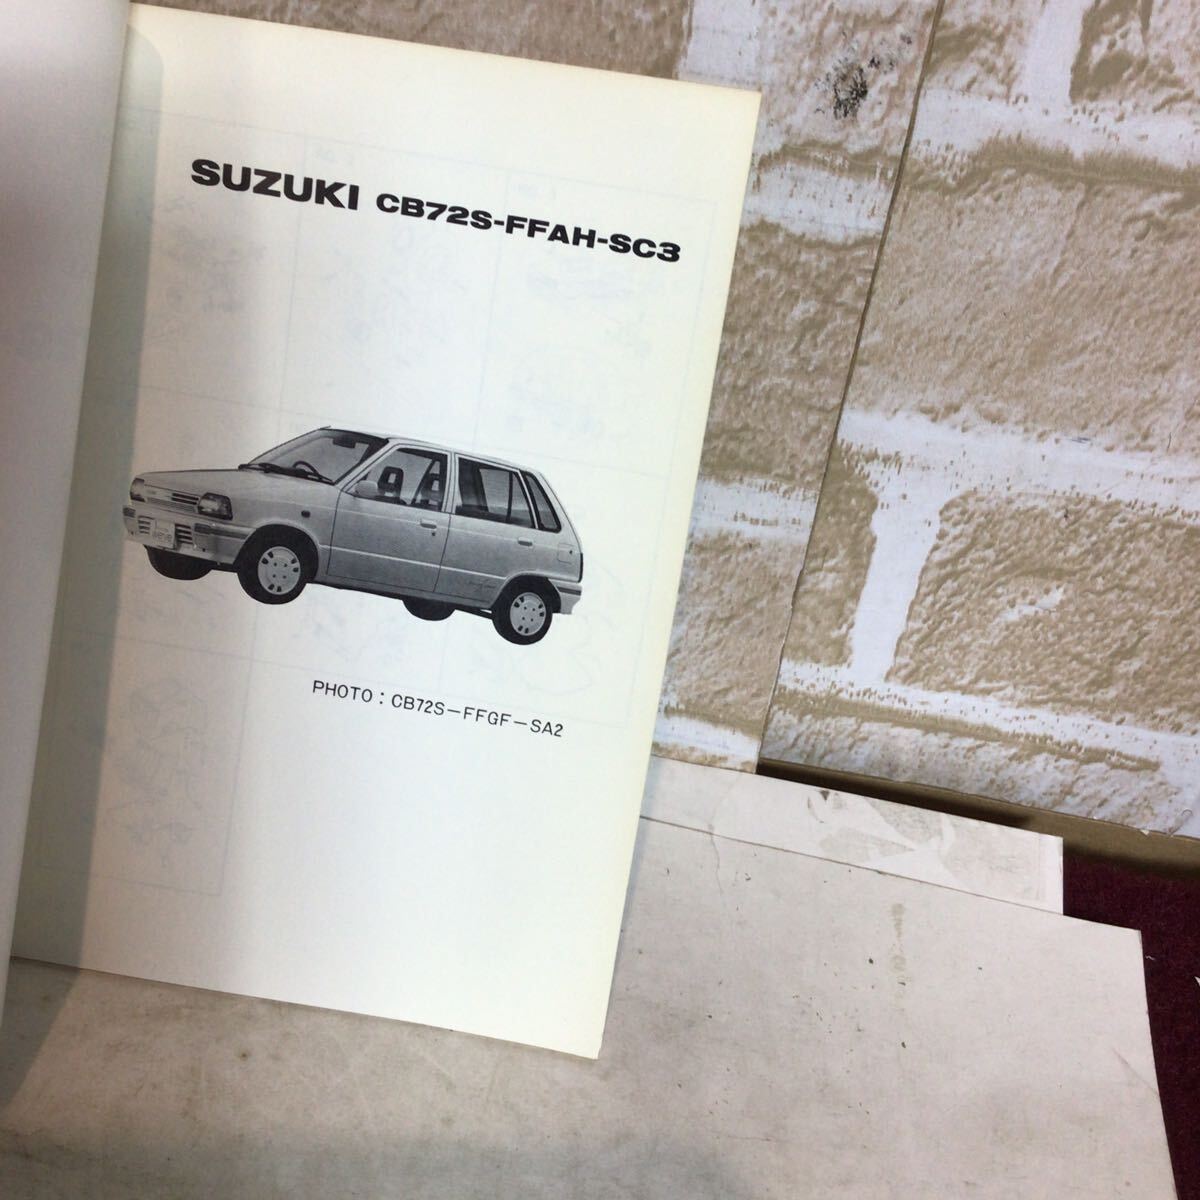 SUZUKI CB72S-FFAH-SC3
PHOTO : CB72S-FFGF-SA2